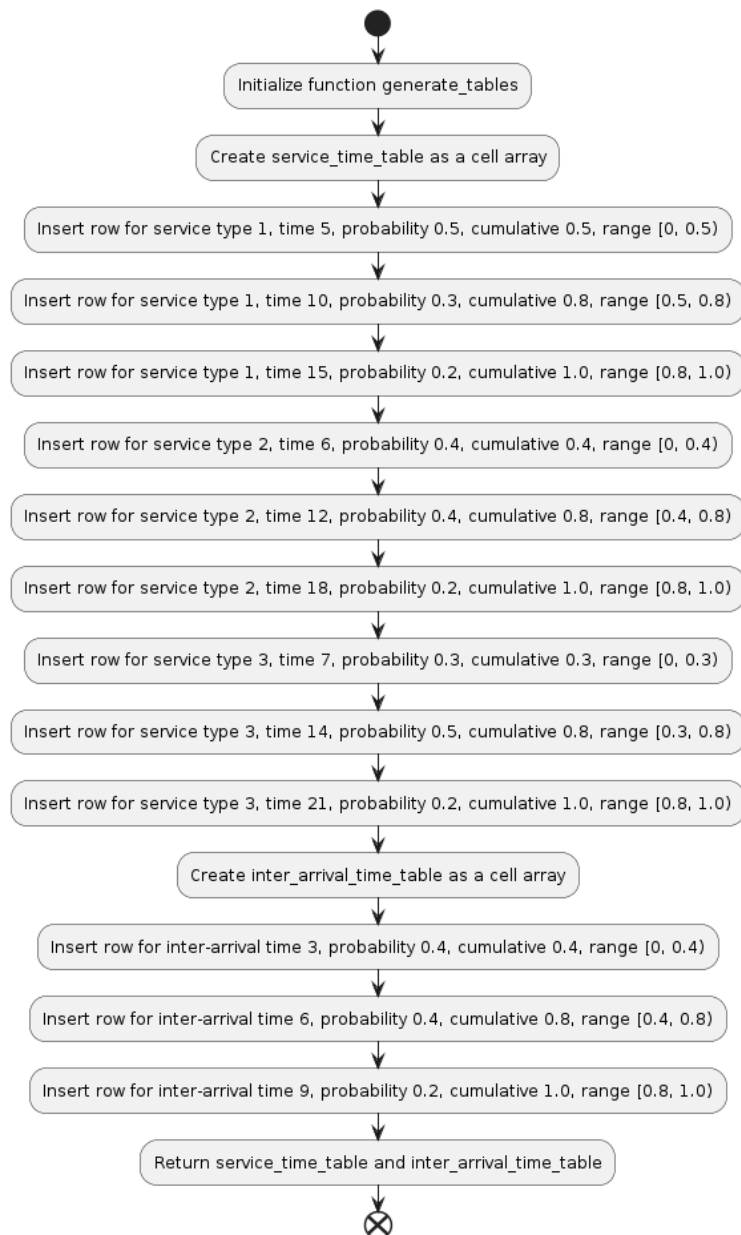 Initialize function generate_tables
Create service_time_table as a cell array
Insert row for service type 1, time 5, probability 0.5, cumulative 0.5, range [0, 0.5)
Insert row for service type 1, time 10, probability 0.3, cumulative 0.8, range [0.5, 0.8)
Insert row for service type 1, time 15, probability 0.2, cumulative 1.0, range [0.8, 1.0)
Insert row for service type 2, time 6, probability 0.4, cumulative 0.4, range [0, 0.4)
Insert row for service type 2, time 12, probability 0.4, cumulative 0.8, range [0.4, 0.8)
Insert row for service type 2, time 18, probability 0.2, cumulative 1.0, range [0.8, 1.0)
Insert row for service type 3, time 7, probability 0.3, cumulative 0.3, range [0, 0.3)
Insert row for service type 3, time 14, probability 0.5, cumulative 0.8, range [0.3, 0.8)
Insert row for service type 3, time 21, probability 0.2, cumulative 1.0, range [0.8, 1.0)
Create inter_arrival_time_table as a cell array
Insert row for inter-arrival time 3, probability 0.4, cumulative 0.4, range [0, 0.4)
Insert row for inter-arrival time 6, probability 0.4, cumulative 0.8, range [0.4, 0.8)
Insert row for inter-arrival time 9, probability 0.2, cumulative 1.0, range [0.8, 1.0)
Return service_time_table and inter_arrival_time_table